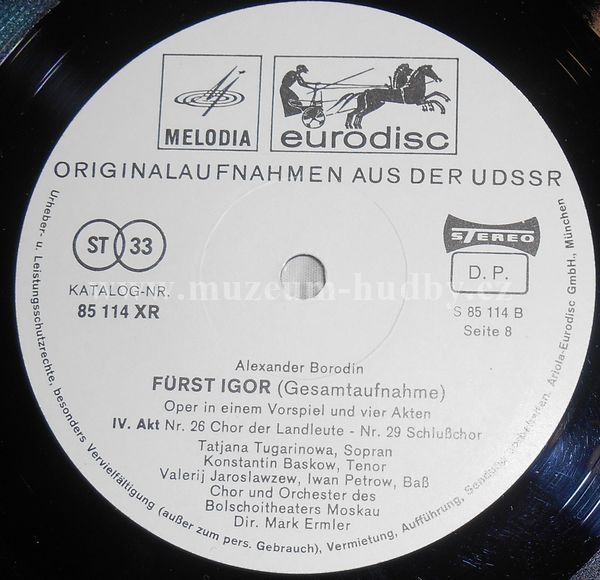 MELODIA
eurodisc
ORIGINALAUFNAHMEN AUS DER UDSSR
ST 33
STEREO
D. P.
KATALOG-NR.
85 114 XR
S 85 114 B
Seite 8
www.muzeum-hudby.cz
Alexander Borodin
FÜRST IGOR (Gesamtaufnahme)
Oper in einem Vorspiel und vier Akten
IV. Akt Nr. 26 Chor der Landleute - Nr. 29 Schlußchor
Tatjana Tugarinowa, Sopran
Konstantin Baskow, Tenor
Valerij Jaroslawzew, Iwan Petrow, Baß
Chor und Orchester des
Bolschoitheaters Moskau
Dir. Mark Ermler
Urheber- u. Leistungsschutzrechte, besonders Vervielfältigung (außer zum pers. Gebrauch), Vermietung, Aufführung, Sendung vorbehalten. Ariola-Eurodisc GmbH., München